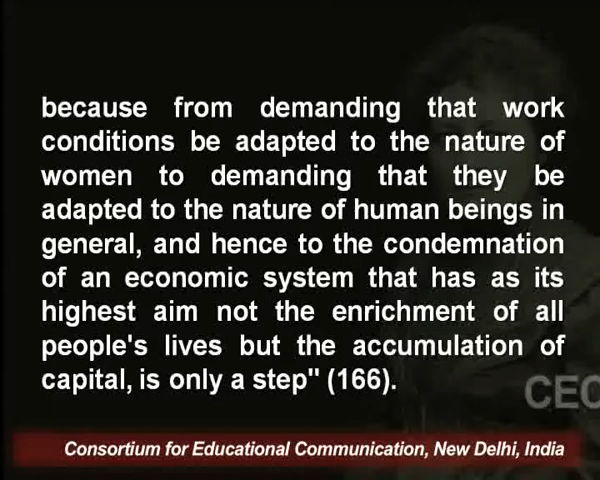 because from demanding that work
conditions be adapted to the nature of
women to demanding that they be
adapted to the nature of human beings in
general, and hence to the condemnation
of an economic system that has as its
highest aim not the enrichment of all
people's lives but the accumulation of
capital, is only a step" (166).
CEC
Consortium for Educational Communication, New Delhi, India